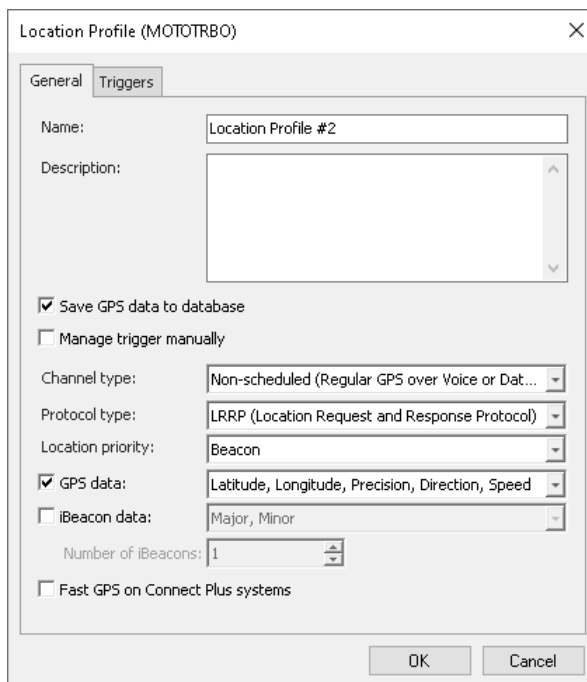 Location Profile (MOTOTRBO)
General Triggers
Name: Location Profile #2
Description:
Save GPS data to database
Manage trigger manually
Channel type: Non-scheduled (Regular GPS over Voice or Dat...
Protocol type: LRRP (Location Request and Response Protocol)
Location priority: Beacon
GPS data: Latitude, Longitude, Precision, Direction, Speed
iBeacon data: Major, Minor
Number of iBeacons: 1
Fast GPS on Connect Plus systems
OK Cancel